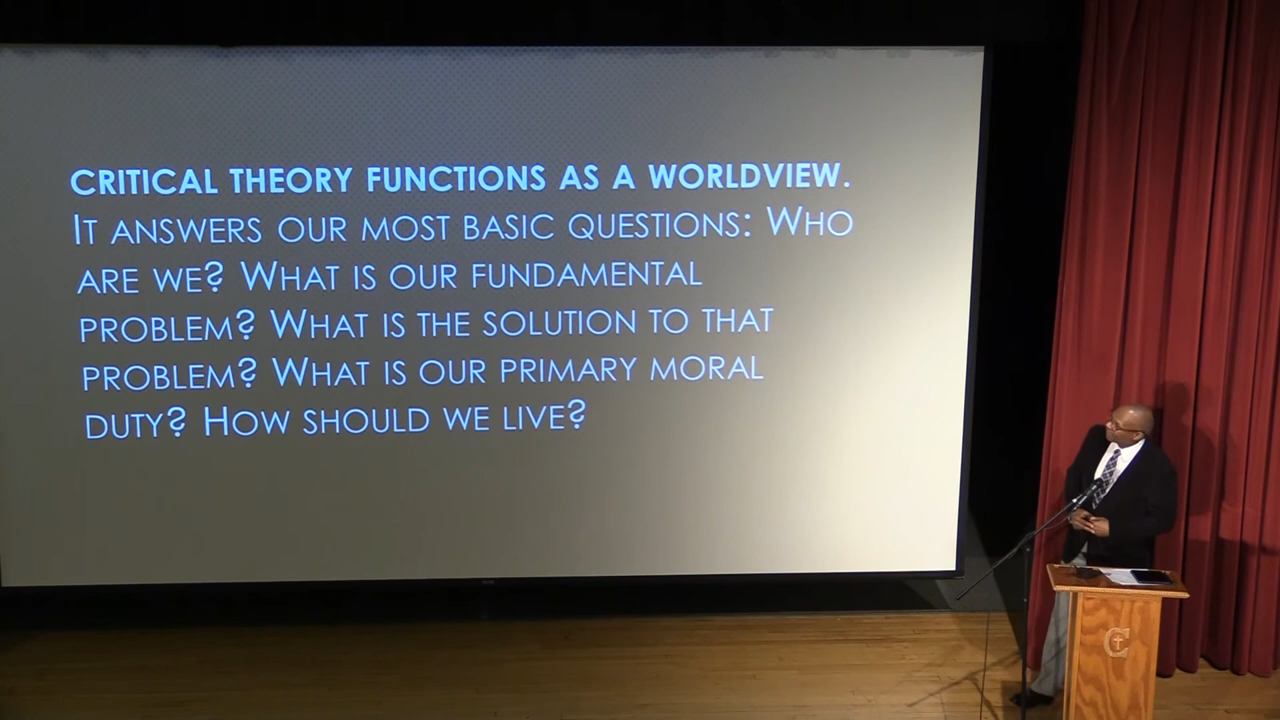 CRITICAL THEORY FUNCTIONS AS A WORLDVIEW.
IT ANSWERS OUR MOST BASIC QUESTIONS: WHO
ARE WE? WHAT IS OUR FUNDAMENTAL
PROBLEM? WHAT IS THE SOLUTION TO THAT
PROBLEM? WHAT IS OUR PRIMARY MORAL
DUTY? HOW SHOULD WE LIVE?
C